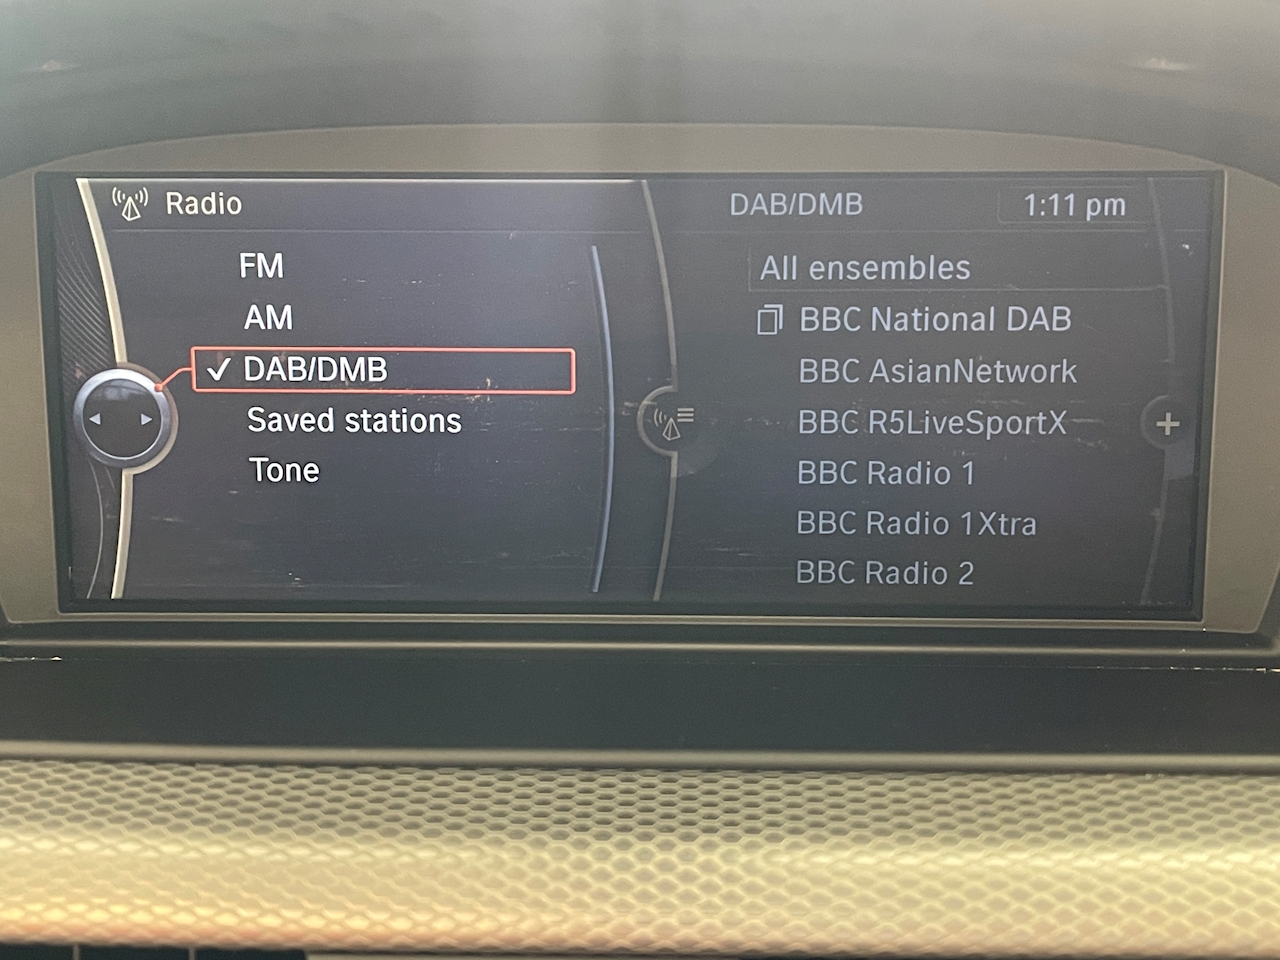 Radio
FM
AM
DAB/DMB
Saved stations
Tone
DAB/DMB
1:11 pm
All ensembles
BBC National DAB
BBC AsianNetwork
BBC R5LiveSportX
BBC Radio 1
BBC Radio 1Xtra
BBC Radio 2